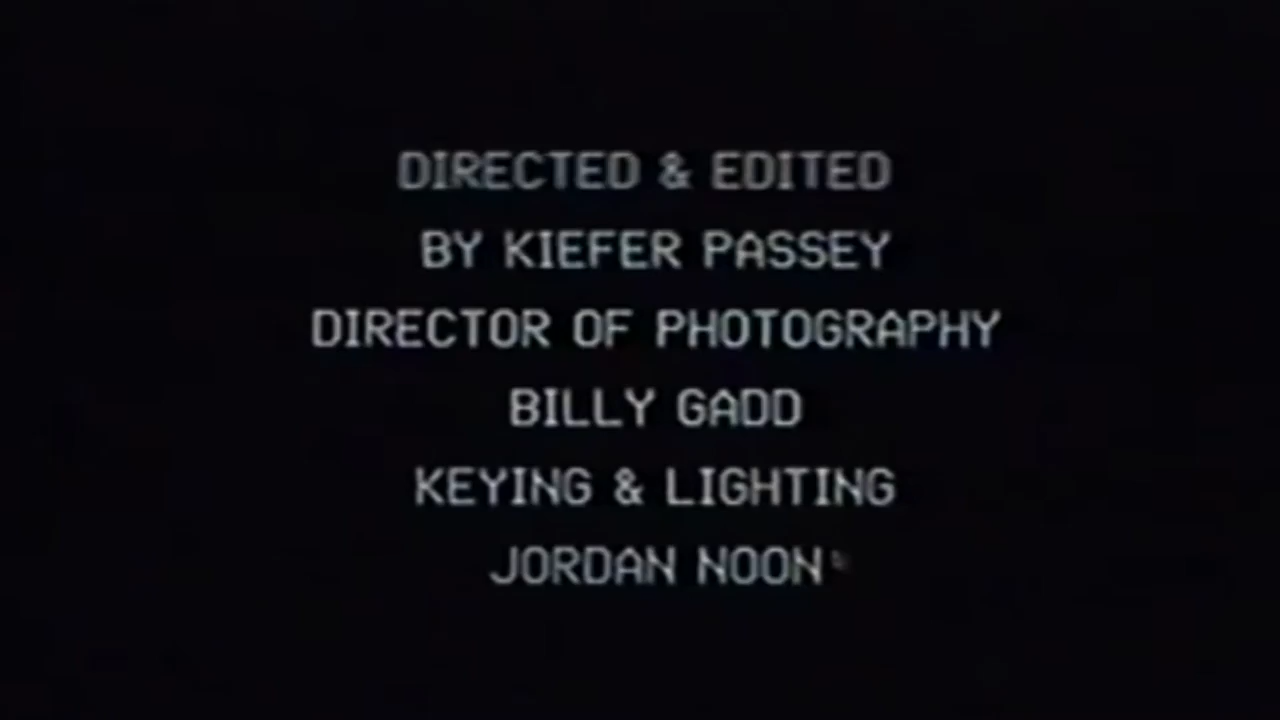 DIRECTED & EDITED
BY KIEFER PASSEY
DIRECTOR OF PHOTOGRAPHY
BILLY GADD
KEYING & LIGHTING
JORDAN NOON